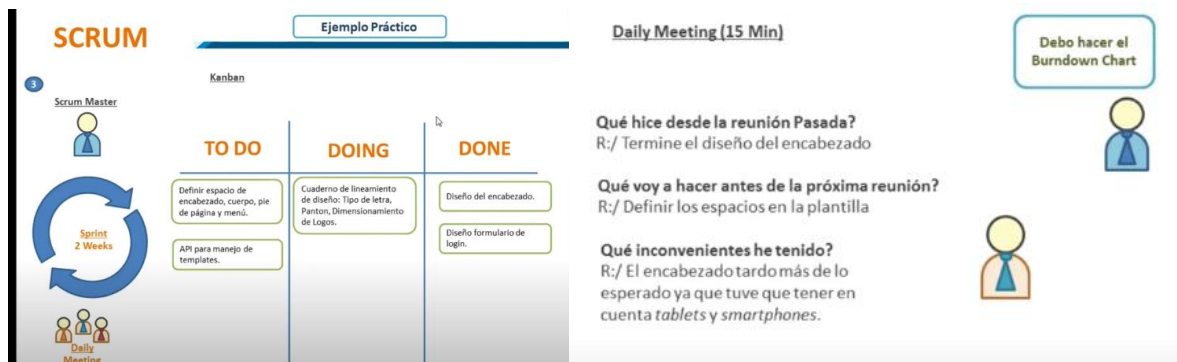 SCRUM
Ejemplo Práctico
3
Kanban
Scrum Master
TO DO
DOING
DONE
Definir espacio de
encabezado, cuerpo, pie
de página y menú.
API para manejo de
templates.
Cuaderno de lineamiento
de diseño: Tipo de letra,
Panton, Dimensionamiento
de Logos.
Diseño del encabezado.
Diseño formulario de
login.
Sprint
2 Weeks
Daily
Meeting
Daily Meeting (15 Min)
Debo hacer el
Burndown Chart
Qué hice desde la reunión Pasada?
R:/ Termine el diseño del encabezado
Qué voy a hacer antes de la próxima reunión?
R:/ Definir los espacios en la plantilla
Qué inconvenientes he tenido?
R:/ El encabezado tardo más de lo
esperado ya que tuve que tener en
cuenta tablets y smartphones.